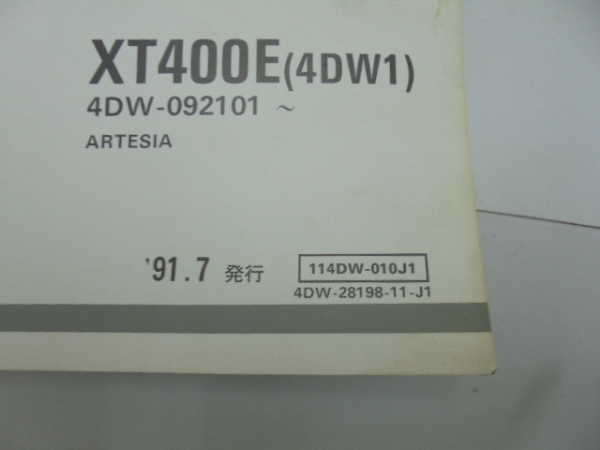 XT400E(4DW1)
4DW-092101 ~
ARTESIA
'91.7 発行
114DW-010J1
4DW-28198-11-J1